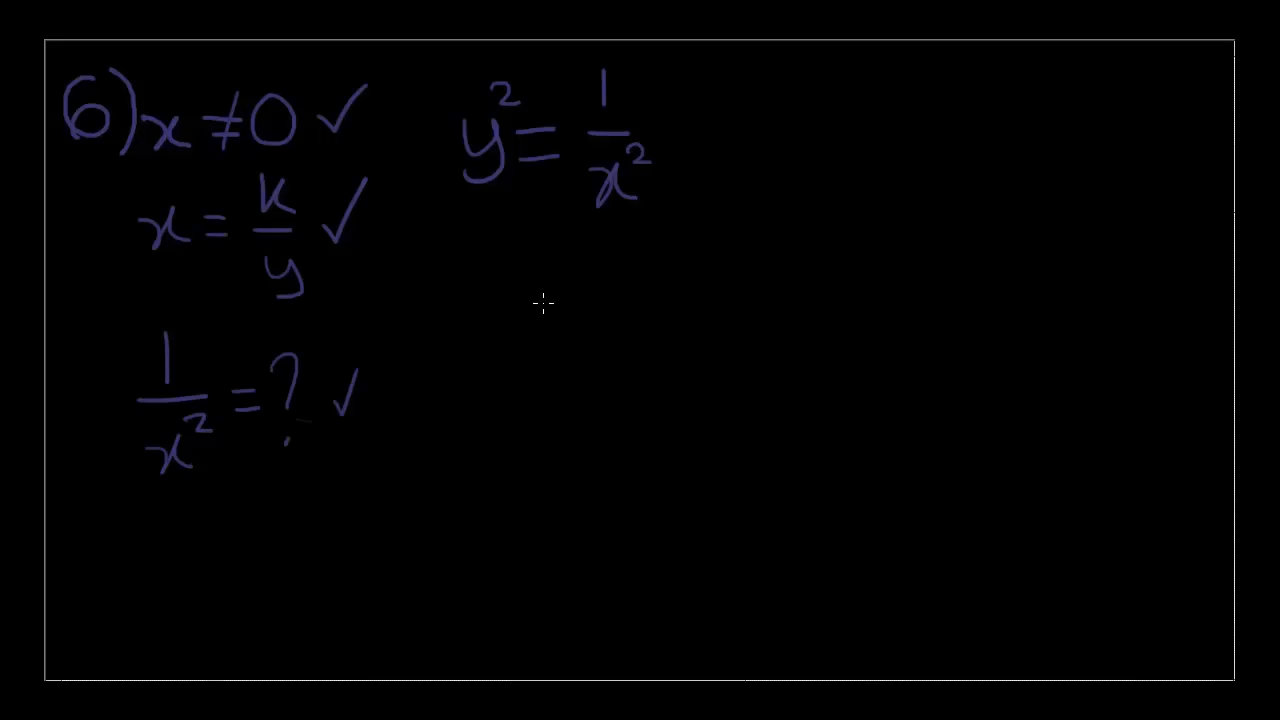 6) x ≠ 0 ✓
x = k/y ✓
1/x² = ? ✓
y² = 1/x²